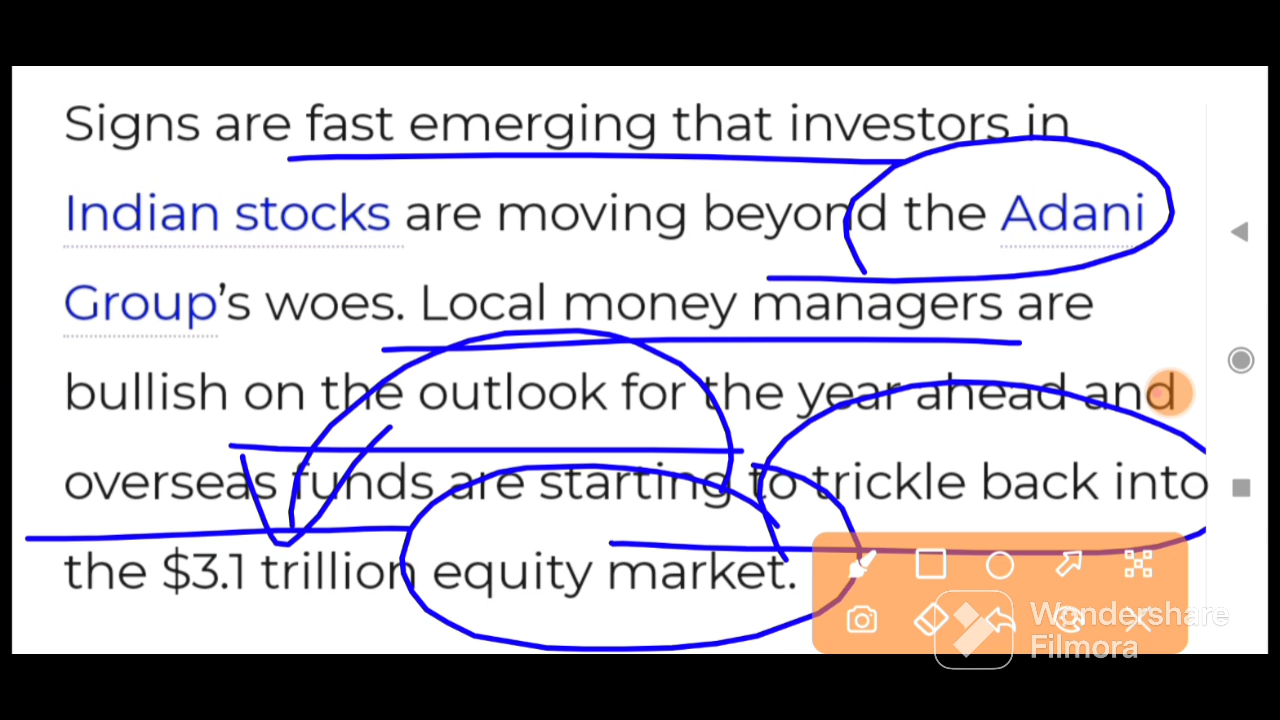 Signs are fast emerging that investors in
Indian stocks are moving beyond the Adani
Group's woes. Local money managers are
bullish on the outlook for the year ahead and
overseas funds are starting to trickle back into
the $3.1 trillion equity market.
Wondershare
Filmora